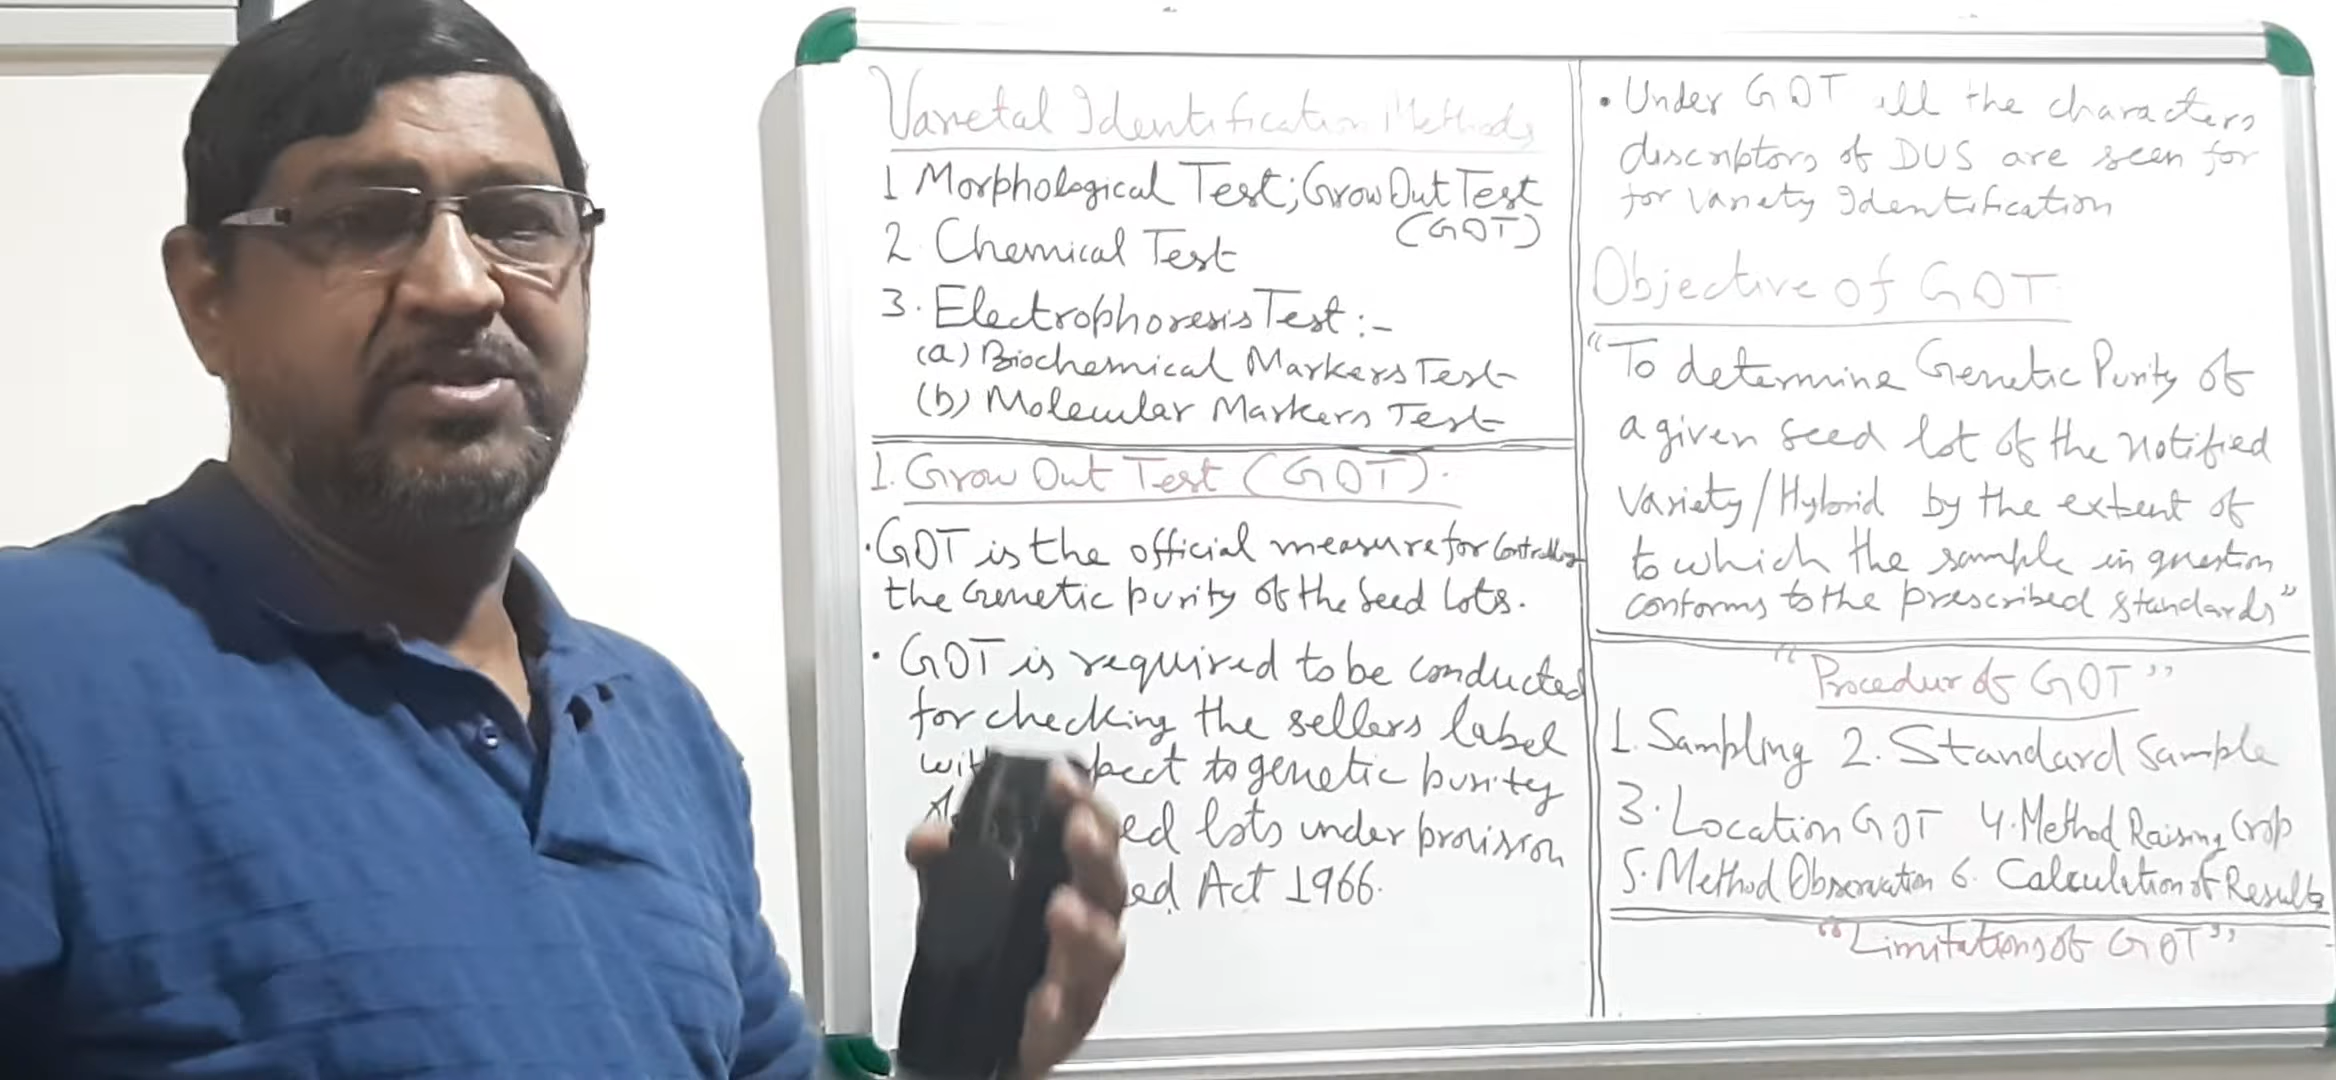 Varietal Identification Methods
1 Morphological Test; Grow Out Test
(GOT)
2. Chemical Test
3. Electrophoresis Test :-
(a) Biochemical Markers Test
(b) Molecular Markers Test
1. Grow Out Test (GOT).
• GOT is the official measure for Controlling
the Genetic purity of the Seed Lots.
• GOT is required to be conducted
for checking the sellers label
to genetic purity
lots under provision
Act 1966.
• Under GOT all the characters
discriptors of DUS are seen for
for Variety Identification
Objective of GOT
"To determine Genetic Purity of
a given seed lot of the notified
Variety/Hybrid by the extent of
to which the sample in question
conforms to the prescribed standards"
"Procedur of GOT"
1. Sampling 2. Standard Sample
3. Location GOT 4. Method Raising Crop
5. Method Observation 6. Calculation of Results
"Limitations of GOT"